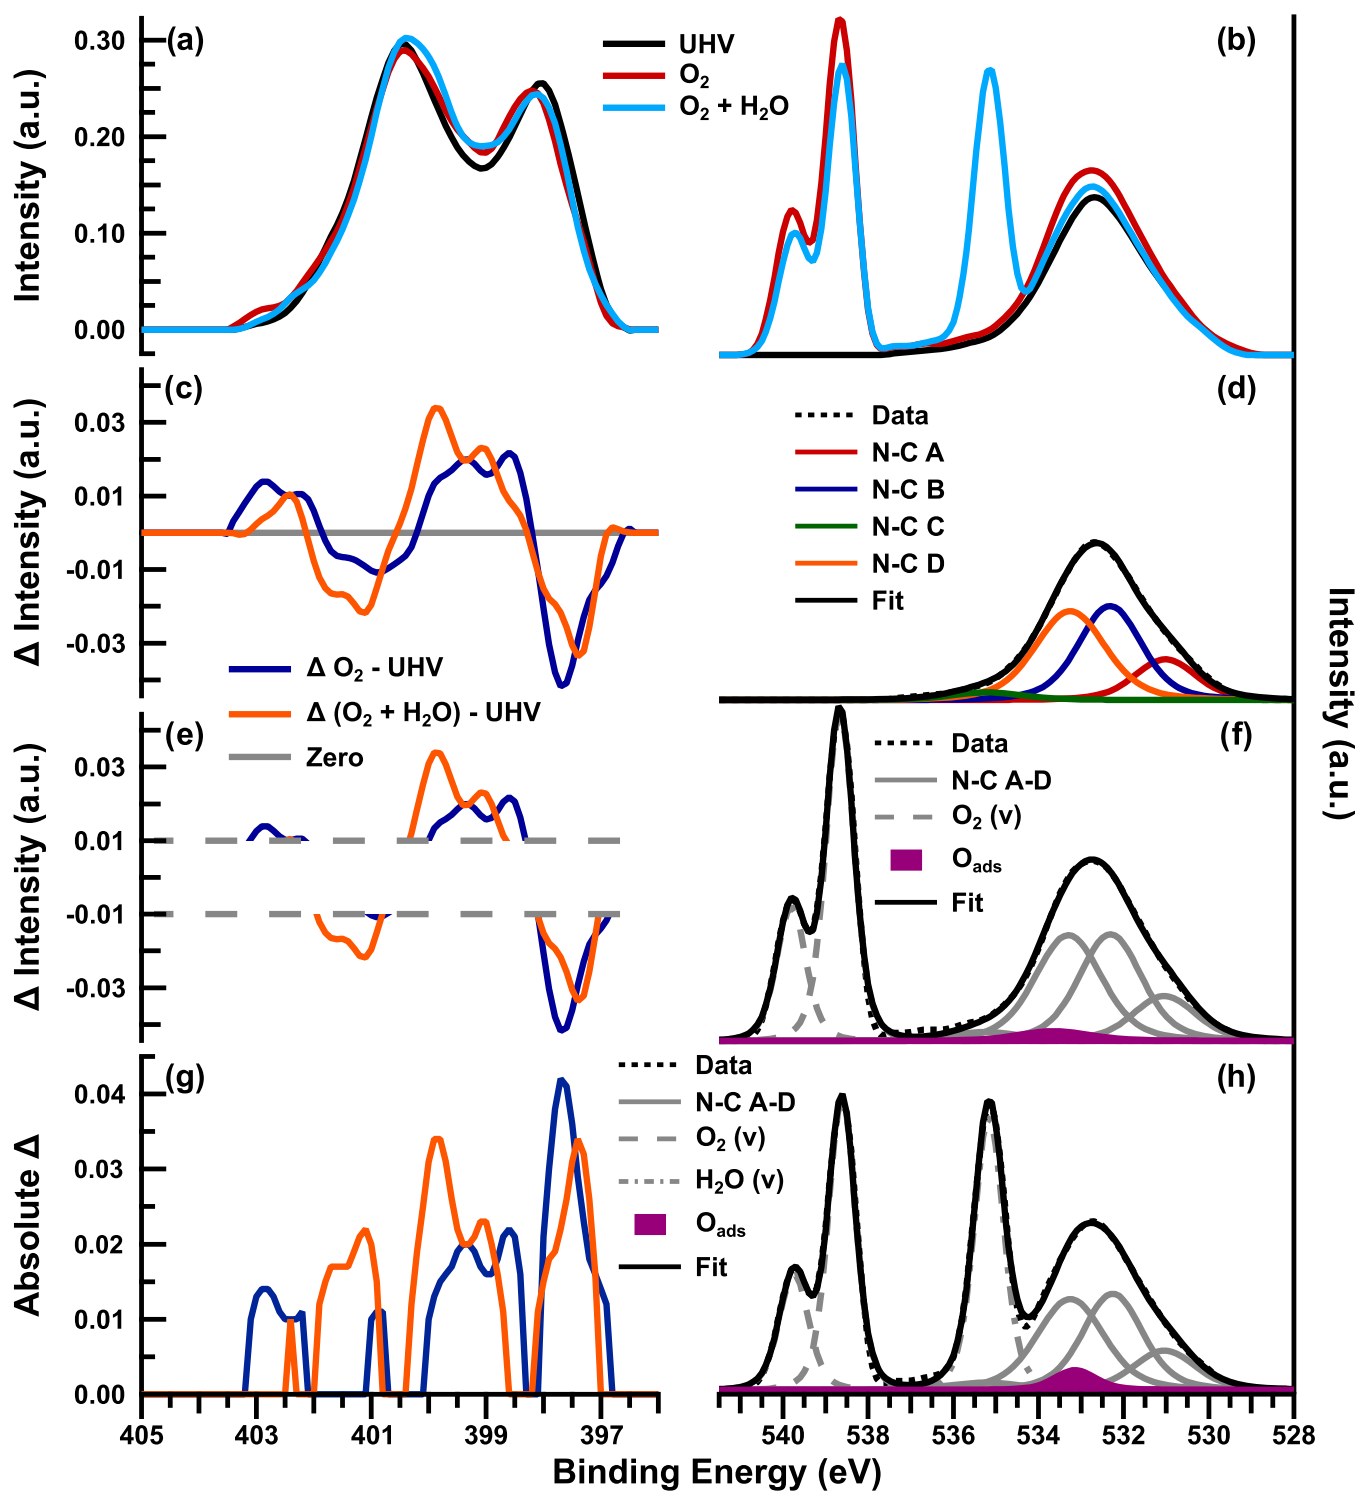 (a)
UHV
O₂
O₂ + H₂O
(b)
0.30
0.20
0.10
0.00
Intensity (a.u.)
(c)
0.03
0.01
-0.01
-0.03
Δ Intensity (a.u.)
Δ O₂ - UHV
Δ (O₂ + H₂O) - UHV
Zero
(d)
Data
N-C A
N-C B
N-C C
N-C D
Fit
Intensity (a.u.)
(e)
0.03
0.01
-0.01
-0.03
Δ Intensity (a.u.)
(f)
Data
N-C A-D
O₂ (v)
Oads
Fit
(g)
0.04
0.03
0.02
0.01
0.00
Absolute Δ
Data
N-C A-D
O₂ (v)
H₂O (v)
Oads
Fit
(h)
405 403 401 399 397
540 538 536 534 532 530 528
Binding Energy (eV)